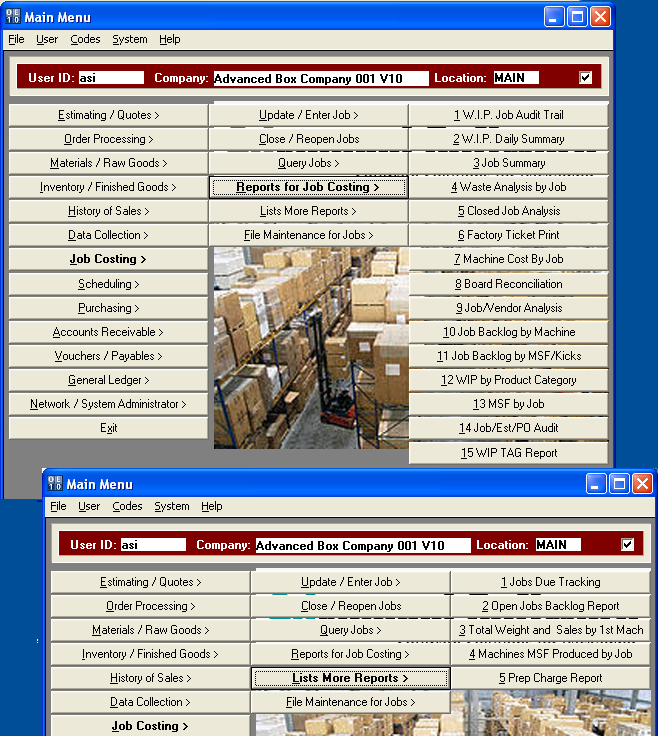 Main Menu
File User Codes System Help
User ID: asi Company: Advanced Box Company 001 V10 Location: MAIN
Estimating / Quotes > Update / Enter Job > 1 W.I.P. Job Audit Trail
Order Processing > Close / Reopen Jobs 2 W.I.P. Daily Summary
Materials / Raw Goods > Query Jobs > 3 Job Summary
Inventory / Finished Goods > Reports for Job Costing > 4 Waste Analysis by Job
History of Sales > Lists More Reports > 5 Closed Job Analysis
Data Collection > File Maintenance for Jobs > 6 Factory Ticket Print
Job Costing > 7 Machine Cost By Job
Scheduling > 8 Board Reconciliation
Purchasing > 9 Job/Vendor Analysis
Accounts Receivable > 10 Job Backlog by Machine
Vouchers / Payables > 11 Job Backlog by MSF/Kicks
General Ledger > 12 WIP by Product Category
Network / System Administrator > 13 MSF by Job
Exit 14 Job/Est/PO Audit
15 WIP TAG Report
Main Menu
File User Codes System Help
User ID: asi Company: Advanced Box Company 001 V10 Location: MAIN
Estimating / Quotes > Update / Enter Job > 1 Jobs Due Tracking
Order Processing > Close / Reopen Jobs 2 Open Jobs Backlog Report
Materials / Raw Goods > Query Jobs > 3 Total Weight and Sales by 1st Mach
Inventory / Finished Goods > Reports for Job Costing > 4 Machines MSF Produced by Job
History of Sales > Lists More Reports > 5 Prep Charge Report
Data Collection > File Maintenance for Jobs >
Job Costing >